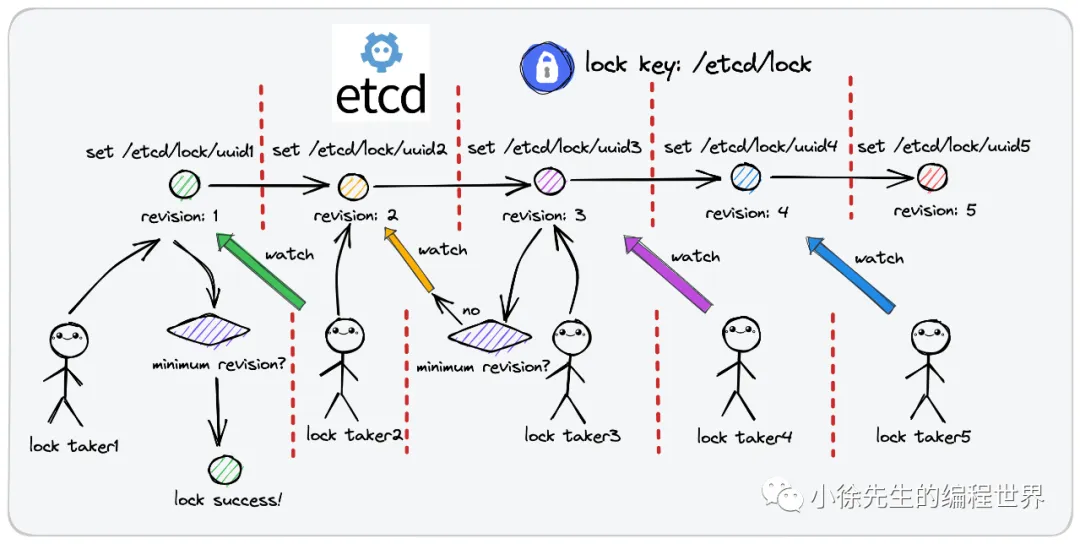 etcd
lock key: /etcd/lock
set /etcd/lock/uuid1
set /etcd/lock/uuid2
set /etcd/lock/uuid3
set /etcd/lock/uuid4
set /etcd/lock/uuid5
revision: 1
revision: 2
revision: 3
revision: 4
revision: 5
watch
watch
watch
watch
no
minimum revision?
minimum revision?
lock taker1
lock taker2
lock taker3
lock taker4
lock taker5
lock success!
小徐先生的编程世界